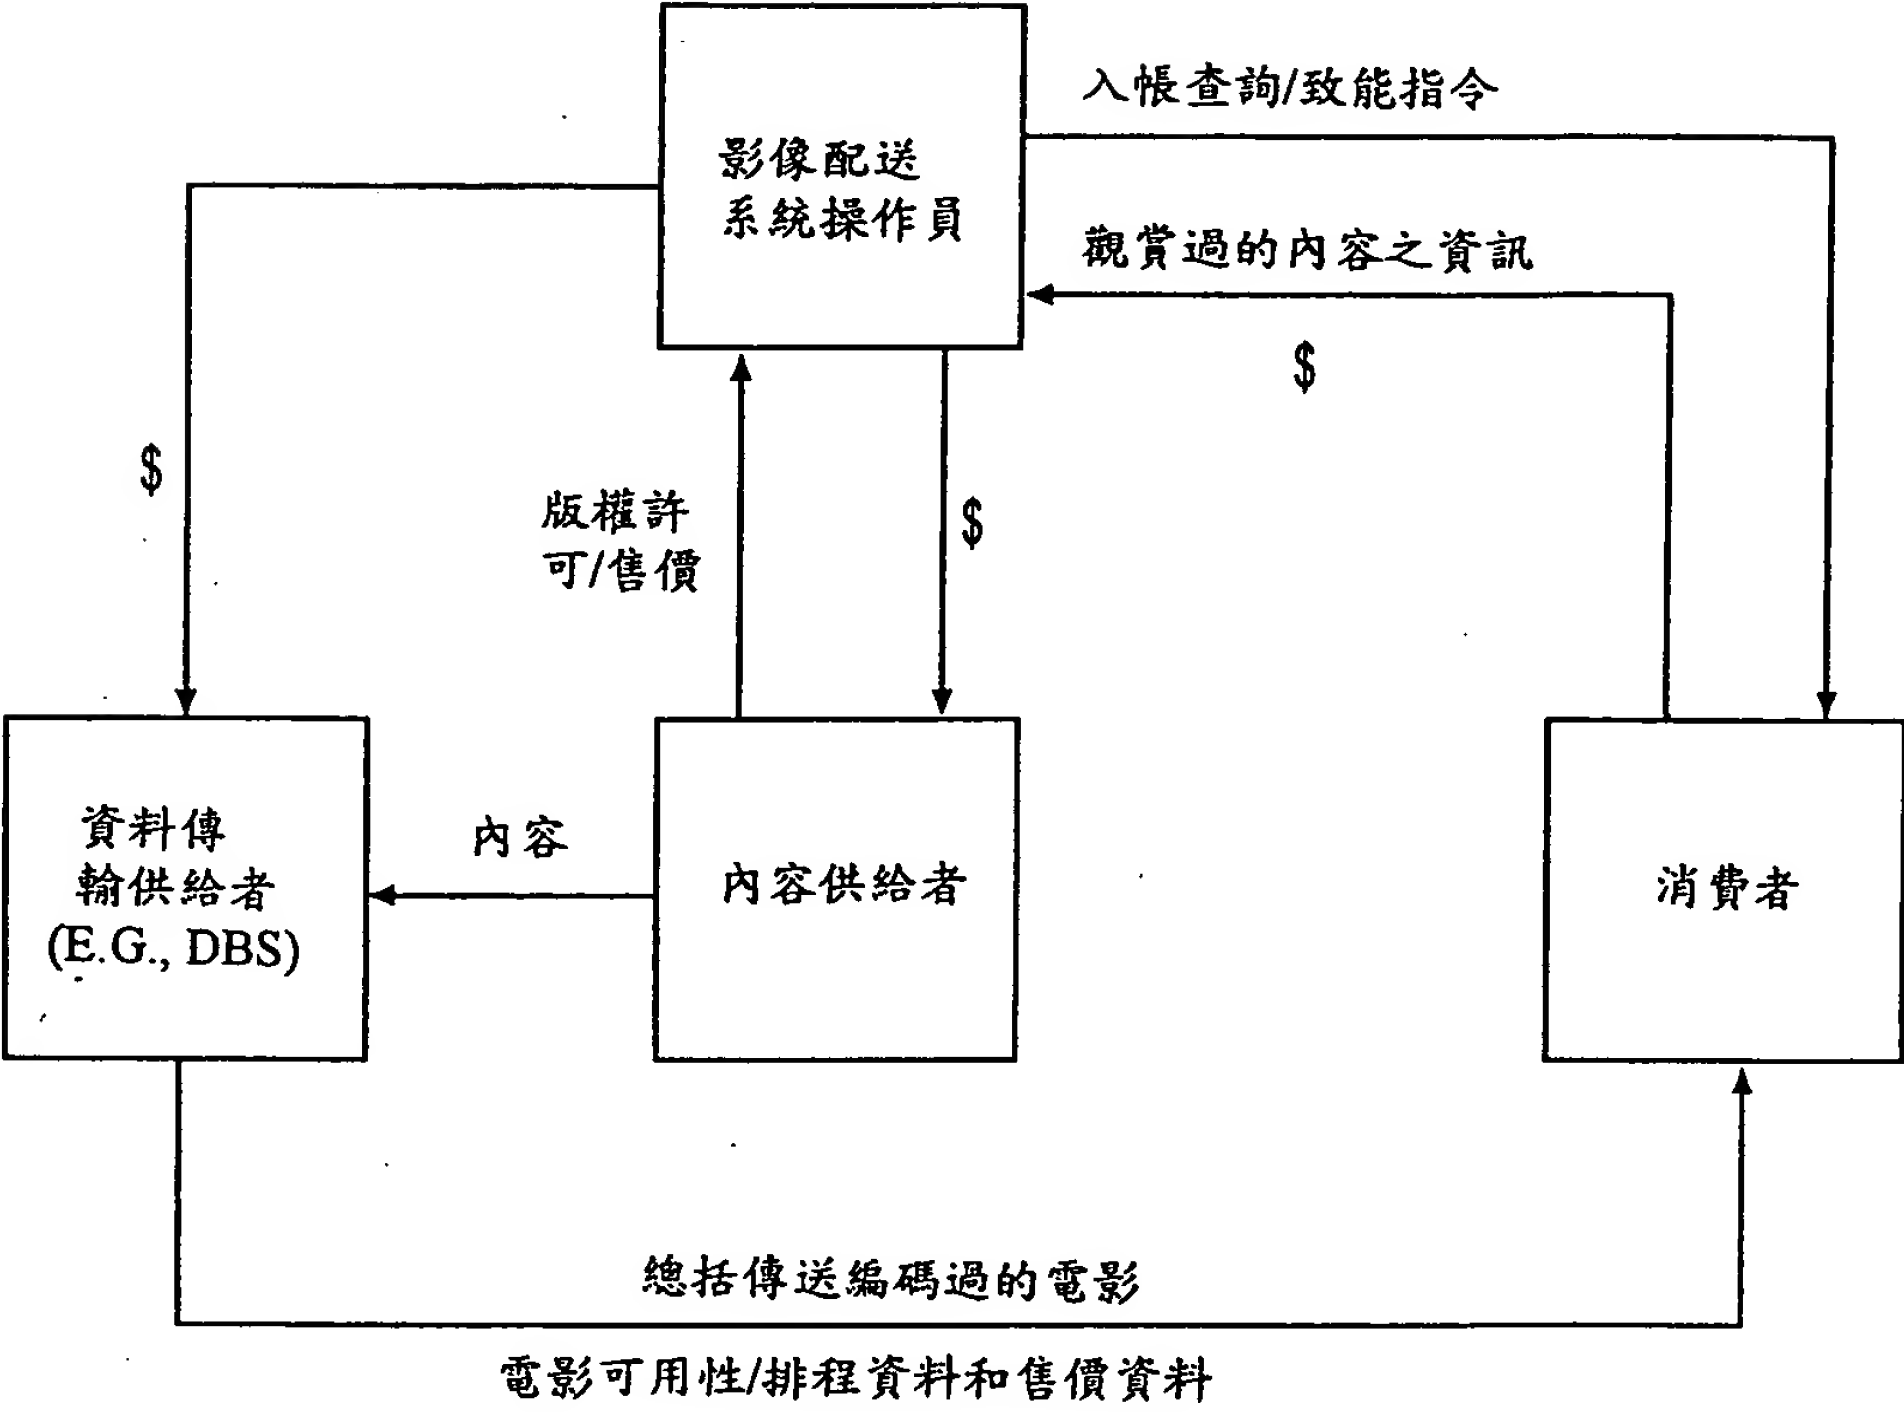 入帳查詢/致能指令
影像配送
系統操作員
觀賞過的內容之資訊
$
$
版權許
可/售價
$
資料傳
輸供給者
(E.G., DBS)
內容
內容供給者
消費者
總括傳送編碼過的電影
電影可用性/排程資料和售價資料